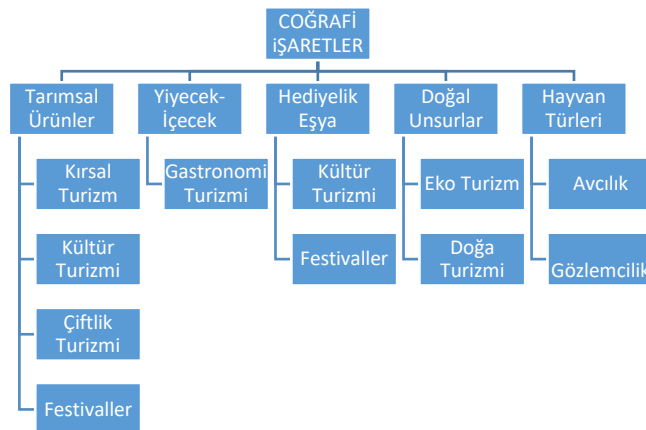 COĞRAFİ
iŞARETLER
Tarımsal
Ürünler
Yiyecek-
İçecek
Hediyelik
Eşya
Doğal
Unsurlar
Hayvan
Türleri
Kırsal
Turizm
Gastronomi
Turizmi
Kültür
Turizmi
Eko Turizm
Avcılık
Kültür
Turizmi
Festivaller
Doğa
Turizmi
Gözlemcilik
Çiftlik
Turizmi
Festivaller